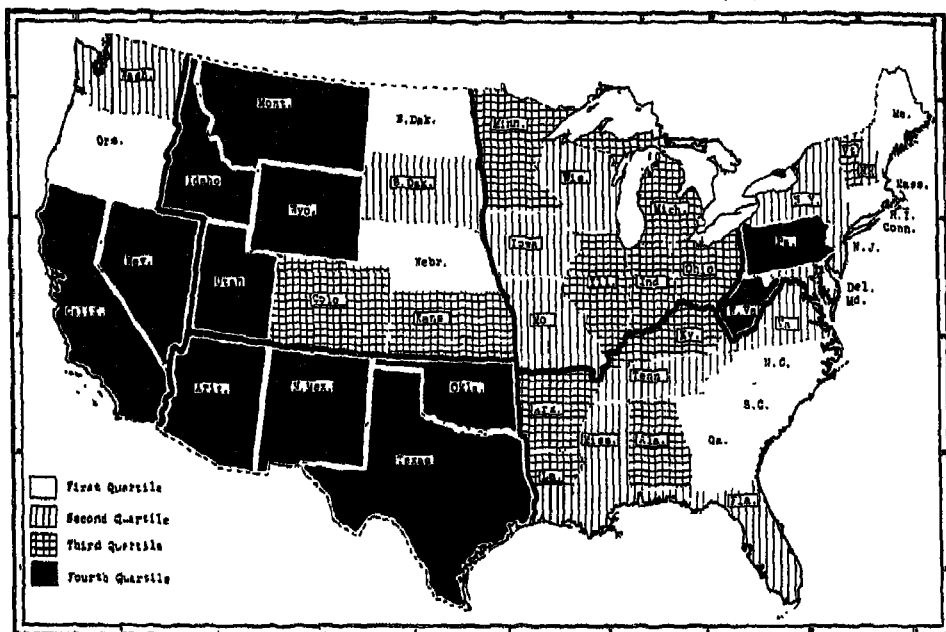 Wash.
Mont.
N.Dak.
Minn.
Me.
Ore.
Idaho
S.Dak.
Wis.
Vt
NH
Wyo.
Mich.
N.Y.
Mass.
R.I.
Conn.
Nev.
Utah
Nebr.
Iowa
Ill.
Ind
Ohio
Pa.
N.J.
Calif.
Colo
Kans
Mo
Ky.
W.Va
Va
Del.
Md.
Ariz.
N.Mex.
Okla.
Ark.
Tenn
N.C.
S.C.
Texas
La.
Miss.
Ala.
Ga.
Fla.
First Quartile
Second Quartile
Third Quartile
Fourth Quartile